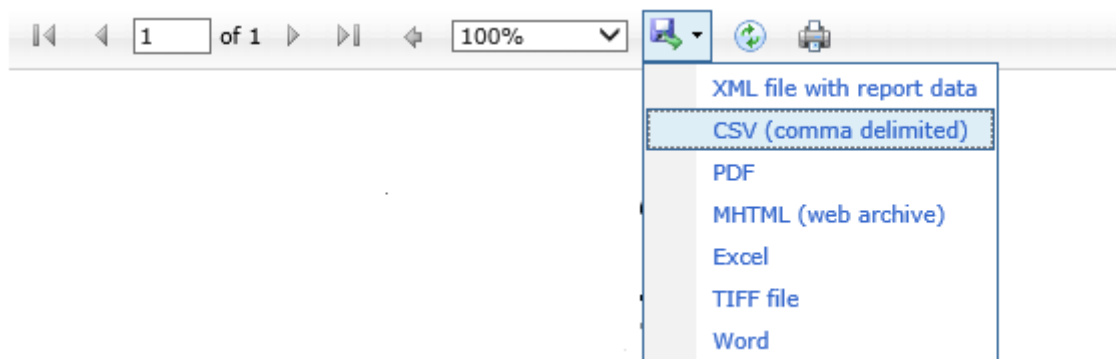 1 of 1 100%
XML file with report data
CSV (comma delimited)
PDF
MHTML (web archive)
Excel
TIFF file
Word